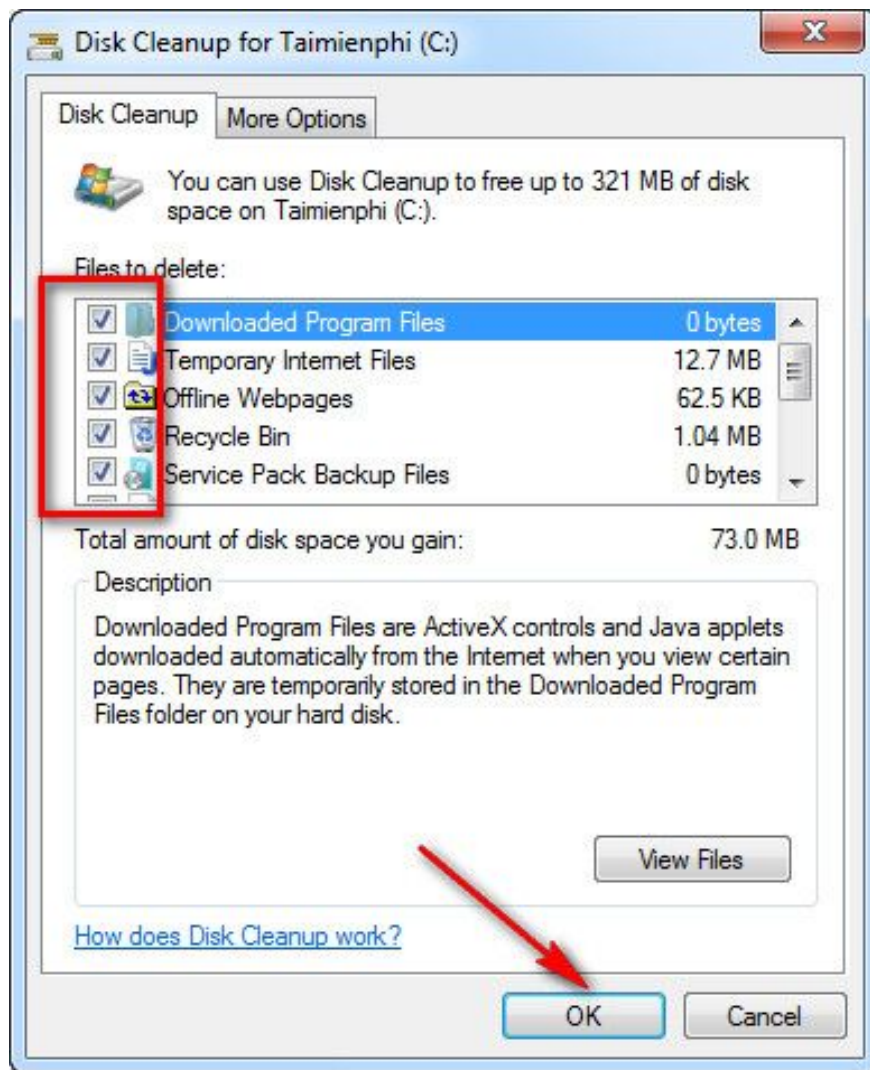 Disk Cleanup for Taimienphi (C:)
X
Disk Cleanup
More Options
You can use Disk Cleanup to free up to 321 MB of disk
space on Taimienphi (C:).
Files to delete:
Downloaded Program Files 0 bytes
Temporary Internet Files 12.7 MB
Offline Webpages 62.5 KB
Recycle Bin 1.04 MB
Service Pack Backup Files 0 bytes
Total amount of disk space you gain: 73.0 MB
Description
Downloaded Program Files are ActiveX controls and Java applets
downloaded automatically from the Internet when you view certain
pages. They are temporarily stored in the Downloaded Program
Files folder on your hard disk.
View Files
How does Disk Cleanup work?
OK
Cancel